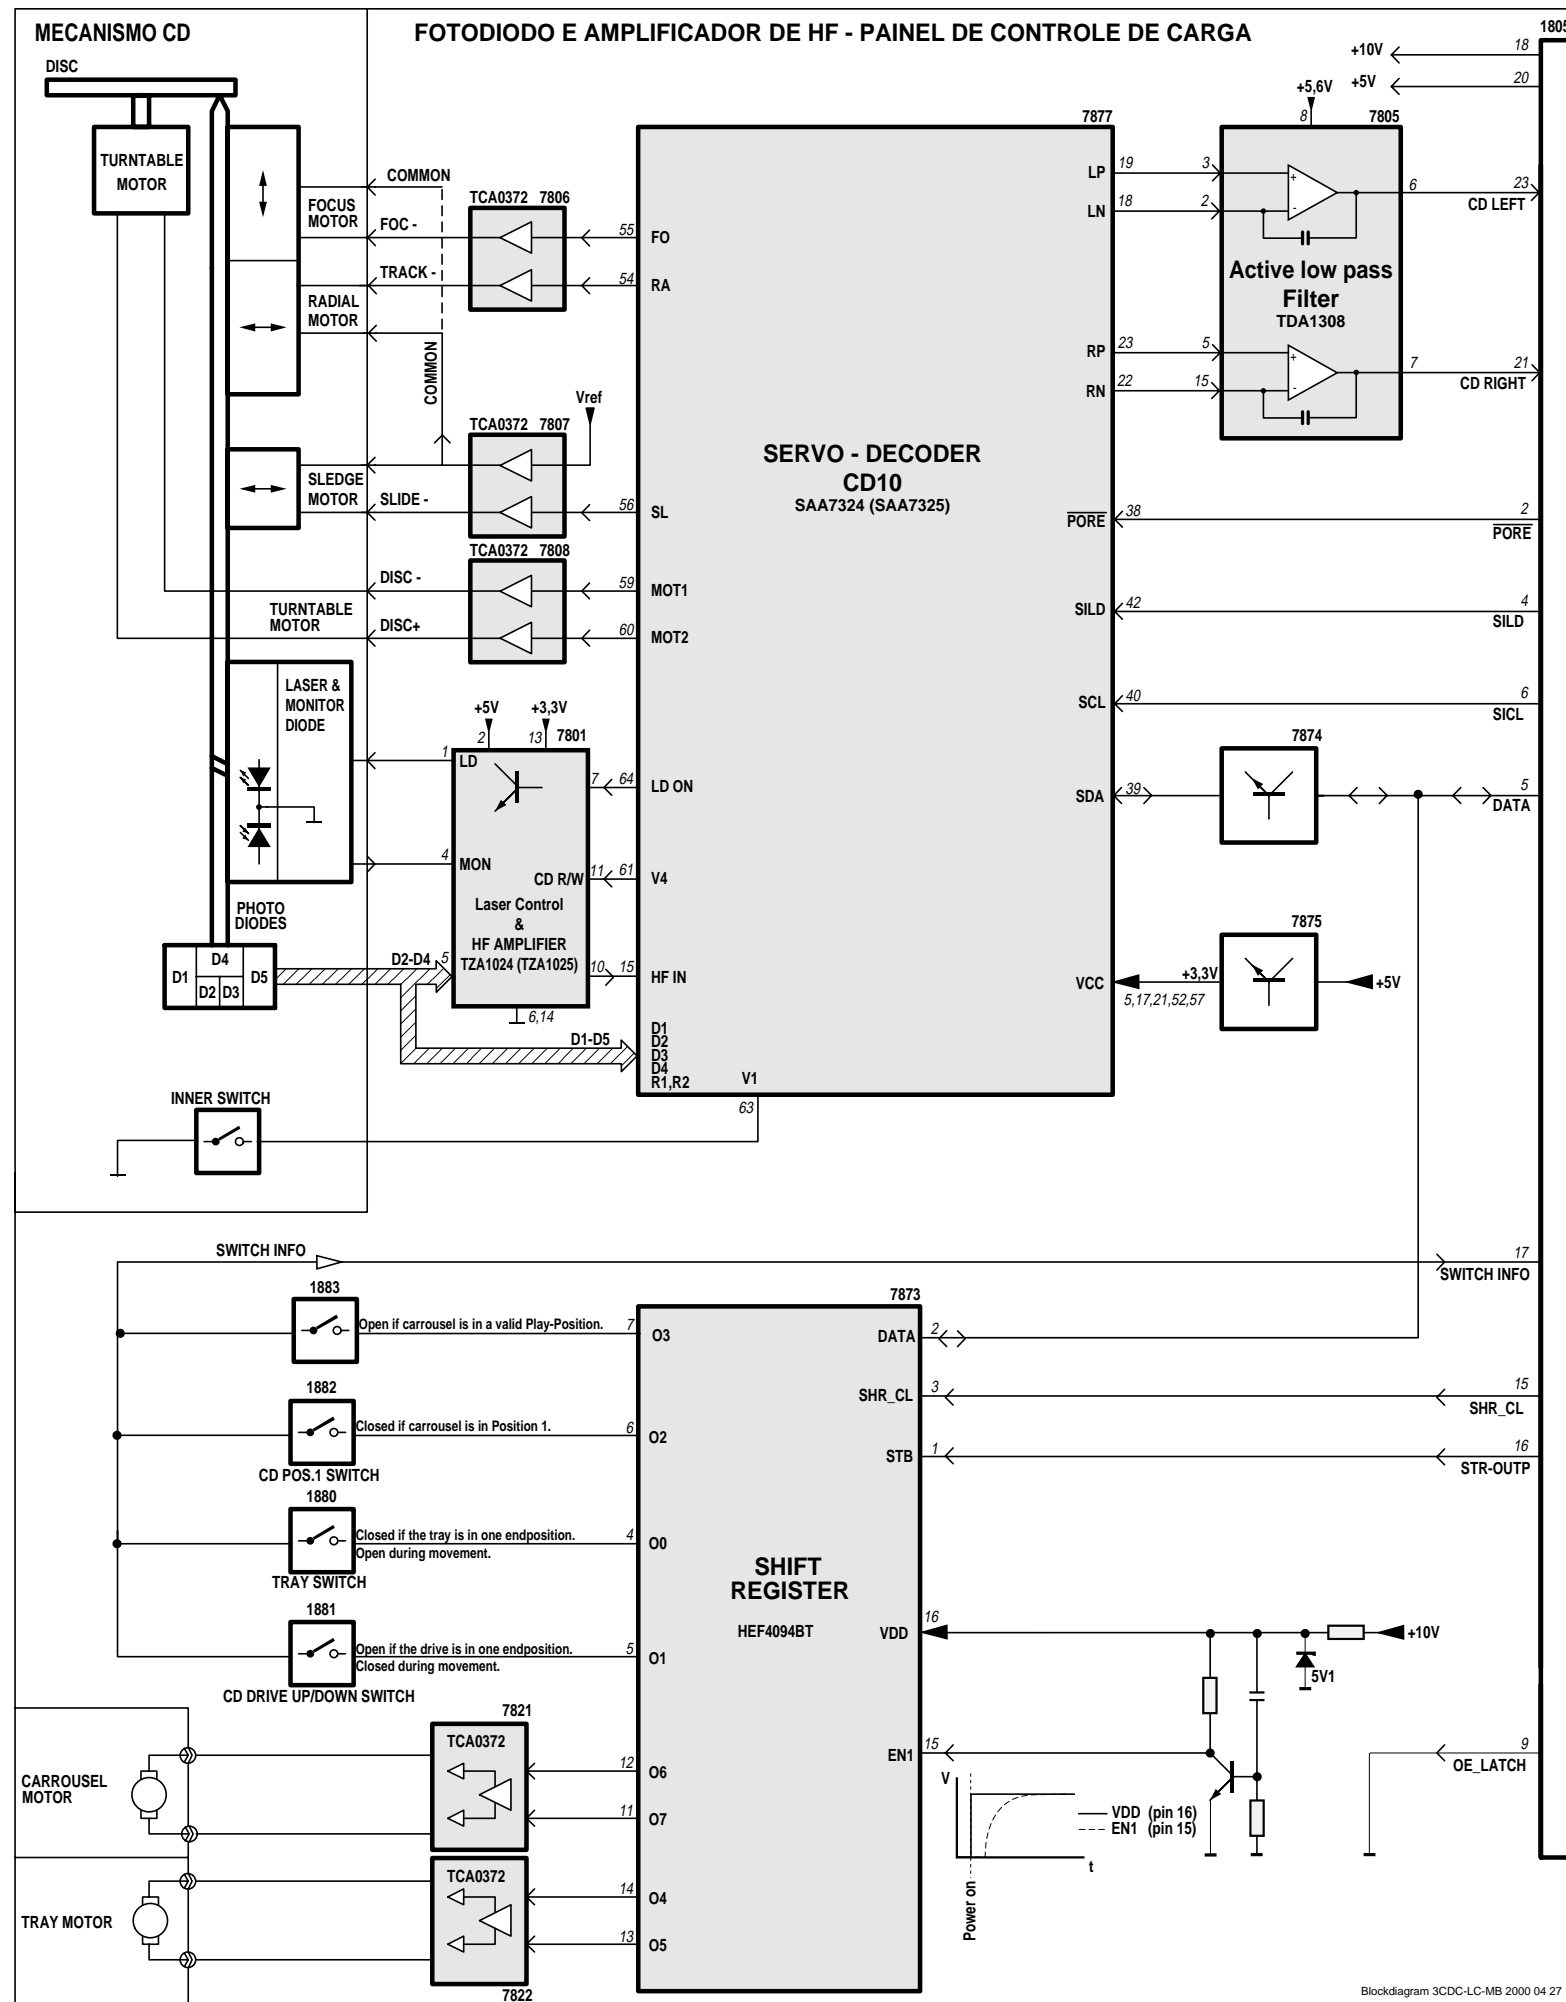 MECANISMO CD
FOTODIODO E AMPLIFICADOR DE HF - PAINEL DE CONTROLE DE CARGA
1805
DISC
+10V
18
+5V
20
+5,6V
8
7805
7877
TURNTABLE
MOTOR
COMMON
FOCUS
MOTOR
FOC -
TCA0372 7806
55
FO
TRACK -
54
RA
RADIAL
MOTOR
COMMON
LP
19
3
LN
18
2
6
23
CD LEFT
Active low pass
Filter
TDA1308
RP
23
5
RN
22
15
7
21
CD RIGHT
Vref
TCA0372 7807
SLEDGE
MOTOR
SLIDE -
56
SL
SERVO - DECODER
CD10
SAA7324 (SAA7325)
PORE
38
2
PORE
TCA0372 7808
DISC -
59
MOT1
TURNTABLE
MOTOR
DISC+
60
MOT2
SILD
42
4
SILD
LASER &
MONITOR
DIODE
SCL
40
6
SICL
+5V
+3,3V
2
13
7801
1
LD
7
64
LD ON
7874
SDA
39
5
DATA
4
MON
CD R/W
11
61
V4
Laser Control
&
HF AMPLIFIER
TZA1024 (TZA1025)
PHOTO
DIODES
D1
D4
D2
D3
D5
D2-D4
5
10
15
HF IN
6,14
7875
VCC
+3,3V
5,17,21,52,57
+5V
D1-D5
D1
D2
D3
D4
R1,R2
V1
63
INNER SWITCH
SWITCH INFO
17
SWITCH INFO
1883
Open if carrousel is in a valid Play-Position.
7
O3
7873
DATA
2
1882
Closed if carrousel is in Position 1.
6
O2
CD POS.1 SWITCH
SHR_CL
3
15
SHR_CL
STB
1
16
STR-OUTP
1880
Closed if the tray is in one endposition.
Open during movement.
4
O0
TRAY SWITCH
SHIFT
REGISTER
HEF4094BT
1881
Open if the drive is in one endposition.
Closed during movement.
5
O1
CD DRIVE UP/DOWN SWITCH
VDD
16
+10V
5V1
7821
TCA0372
CARROUSEL
MOTOR
12
O6
11
O7
EN1
15
9
OE_LATCH
V
VDD (pin 16)
EN1 (pin 15)
t
Power on
TCA0372
TRAY MOTOR
14
O4
13
O5
7822
Blockdiagram 3CDC-LC-MB 2000 04 27